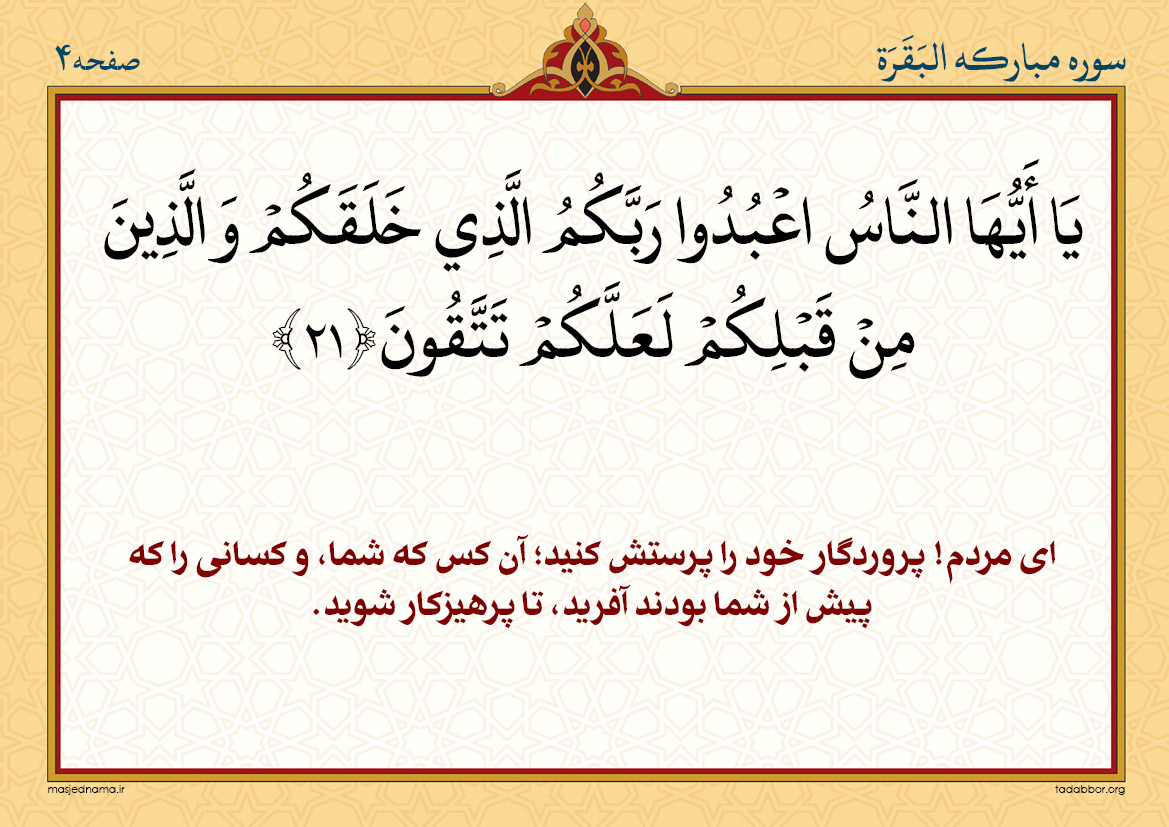 سوره مبارکه البَقَرَة
صفحه۴
يَا أَيُّهَا النَّاسُ اعْبُدُوا رَبَّكُمُ الَّذِي خَلَقَكُمْ وَالَّذِينَ
مِنْ قَبْلِكُمْ لَعَلَّكُمْ تَتَّقُونَ ﴿۲۱﴾
ای مردم! پروردگار خود را پرستش کنید؛ آن کس که شما، و کسانی را که
پیش از شما بودند آفرید، تا پرهیزکار شوید.
masjednama.ir
tadabbor.org